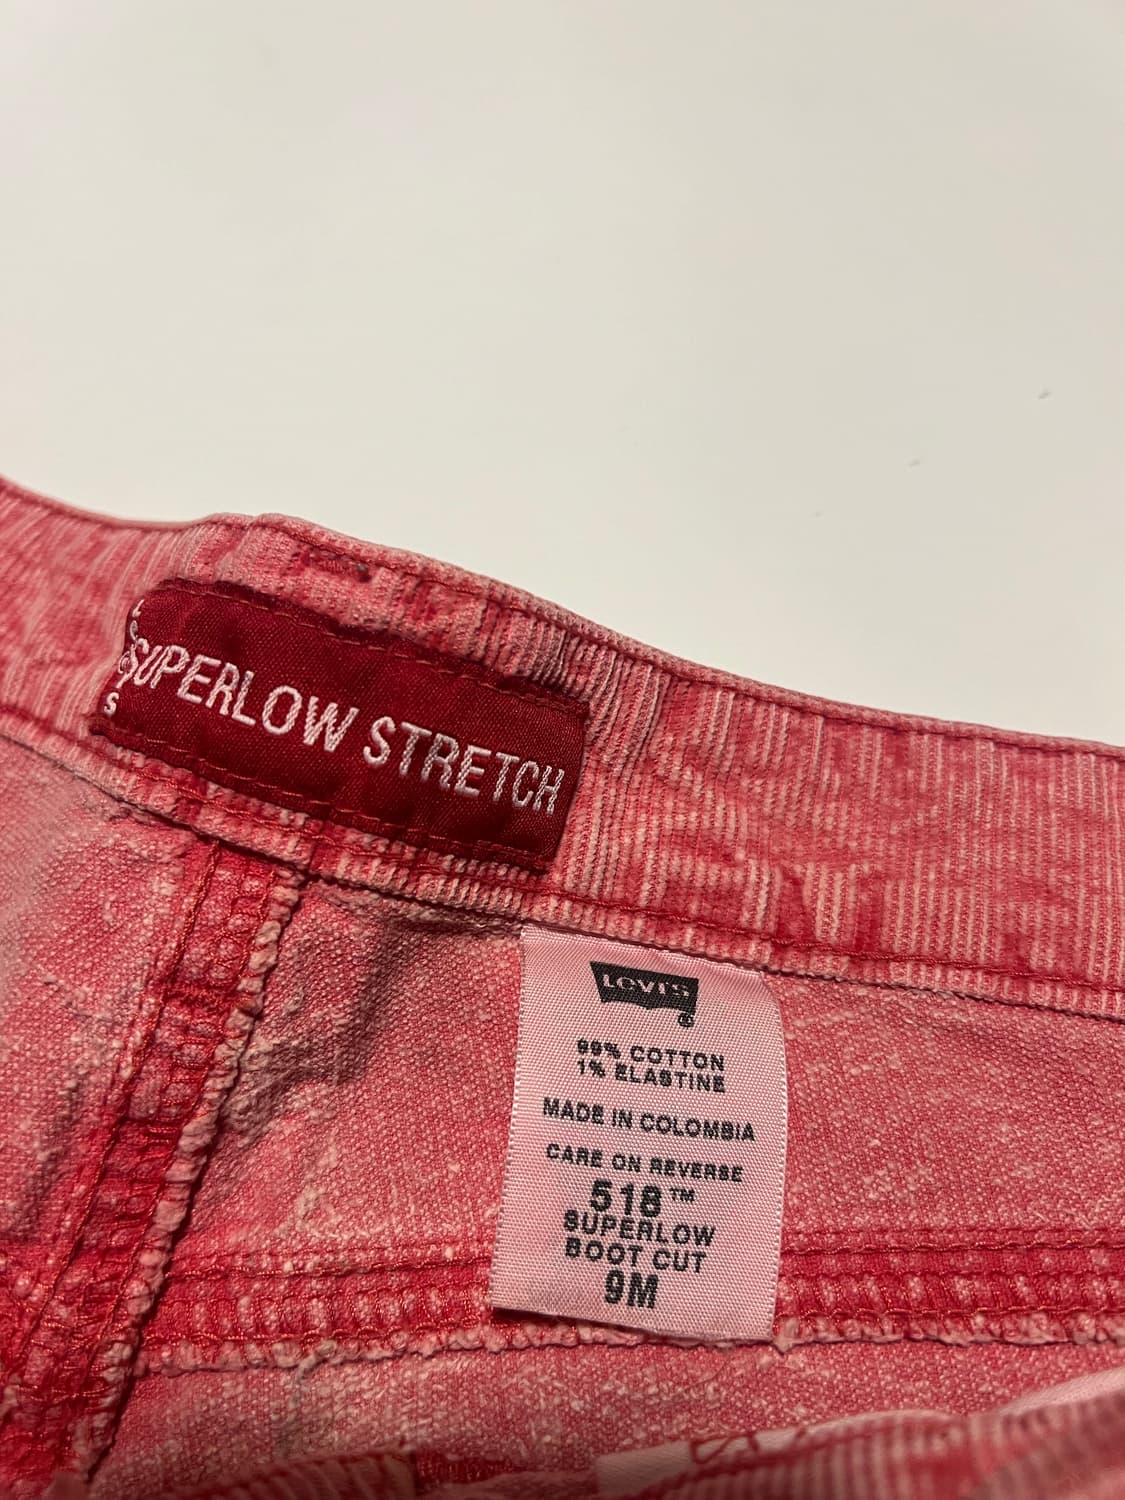 SUPERLOW STRETCH
Levi's
®
99% COTTON
1% ELASTINE
MADE IN COLOMBIA
CARE ON REVERSE
518™
SUPERLOW
BOOT CUT
9M